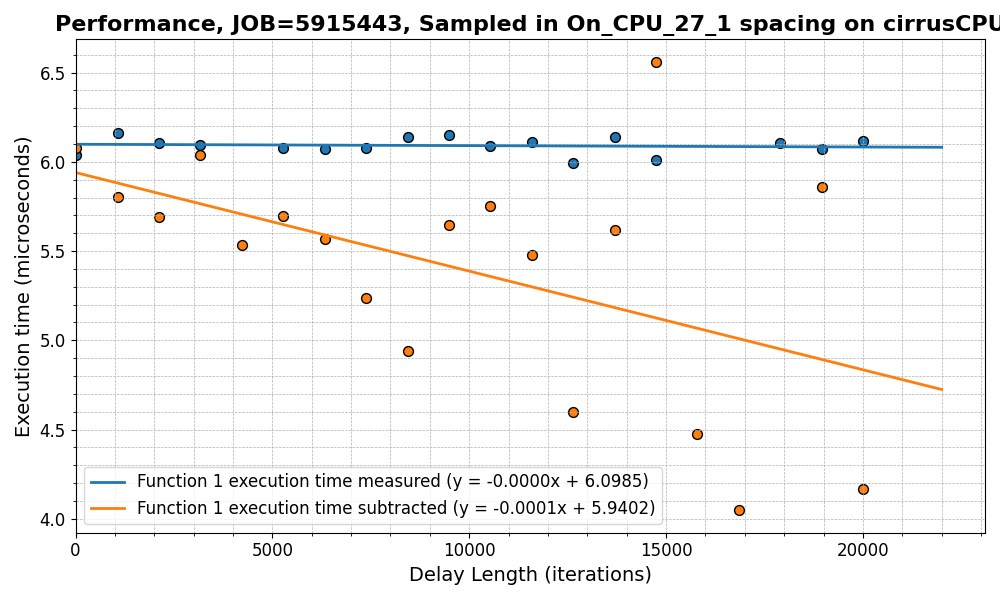 Performance, JOB=5915443, Sampled in On_CPU_27_1 spacing on cirrusCPU
Execution time (microseconds)
6.5
6.0
5.5
5.0
4.5
4.0
Function 1 execution time measured (y = -0.0000x + 6.0985)
Function 1 execution time subtracted (y = -0.0001x + 5.9402)
0 5000 10000 15000 20000
Delay Length (iterations)